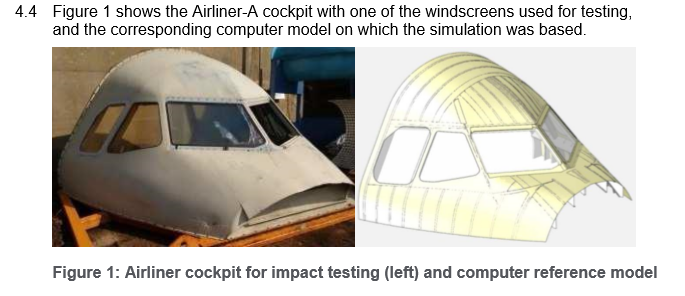 4.4 Figure 1 shows the Airliner-A cockpit with one of the windscreens used for testing,
and the corresponding computer model on which the simulation was based.
Figure 1: Airliner cockpit for impact testing (left) and computer reference model